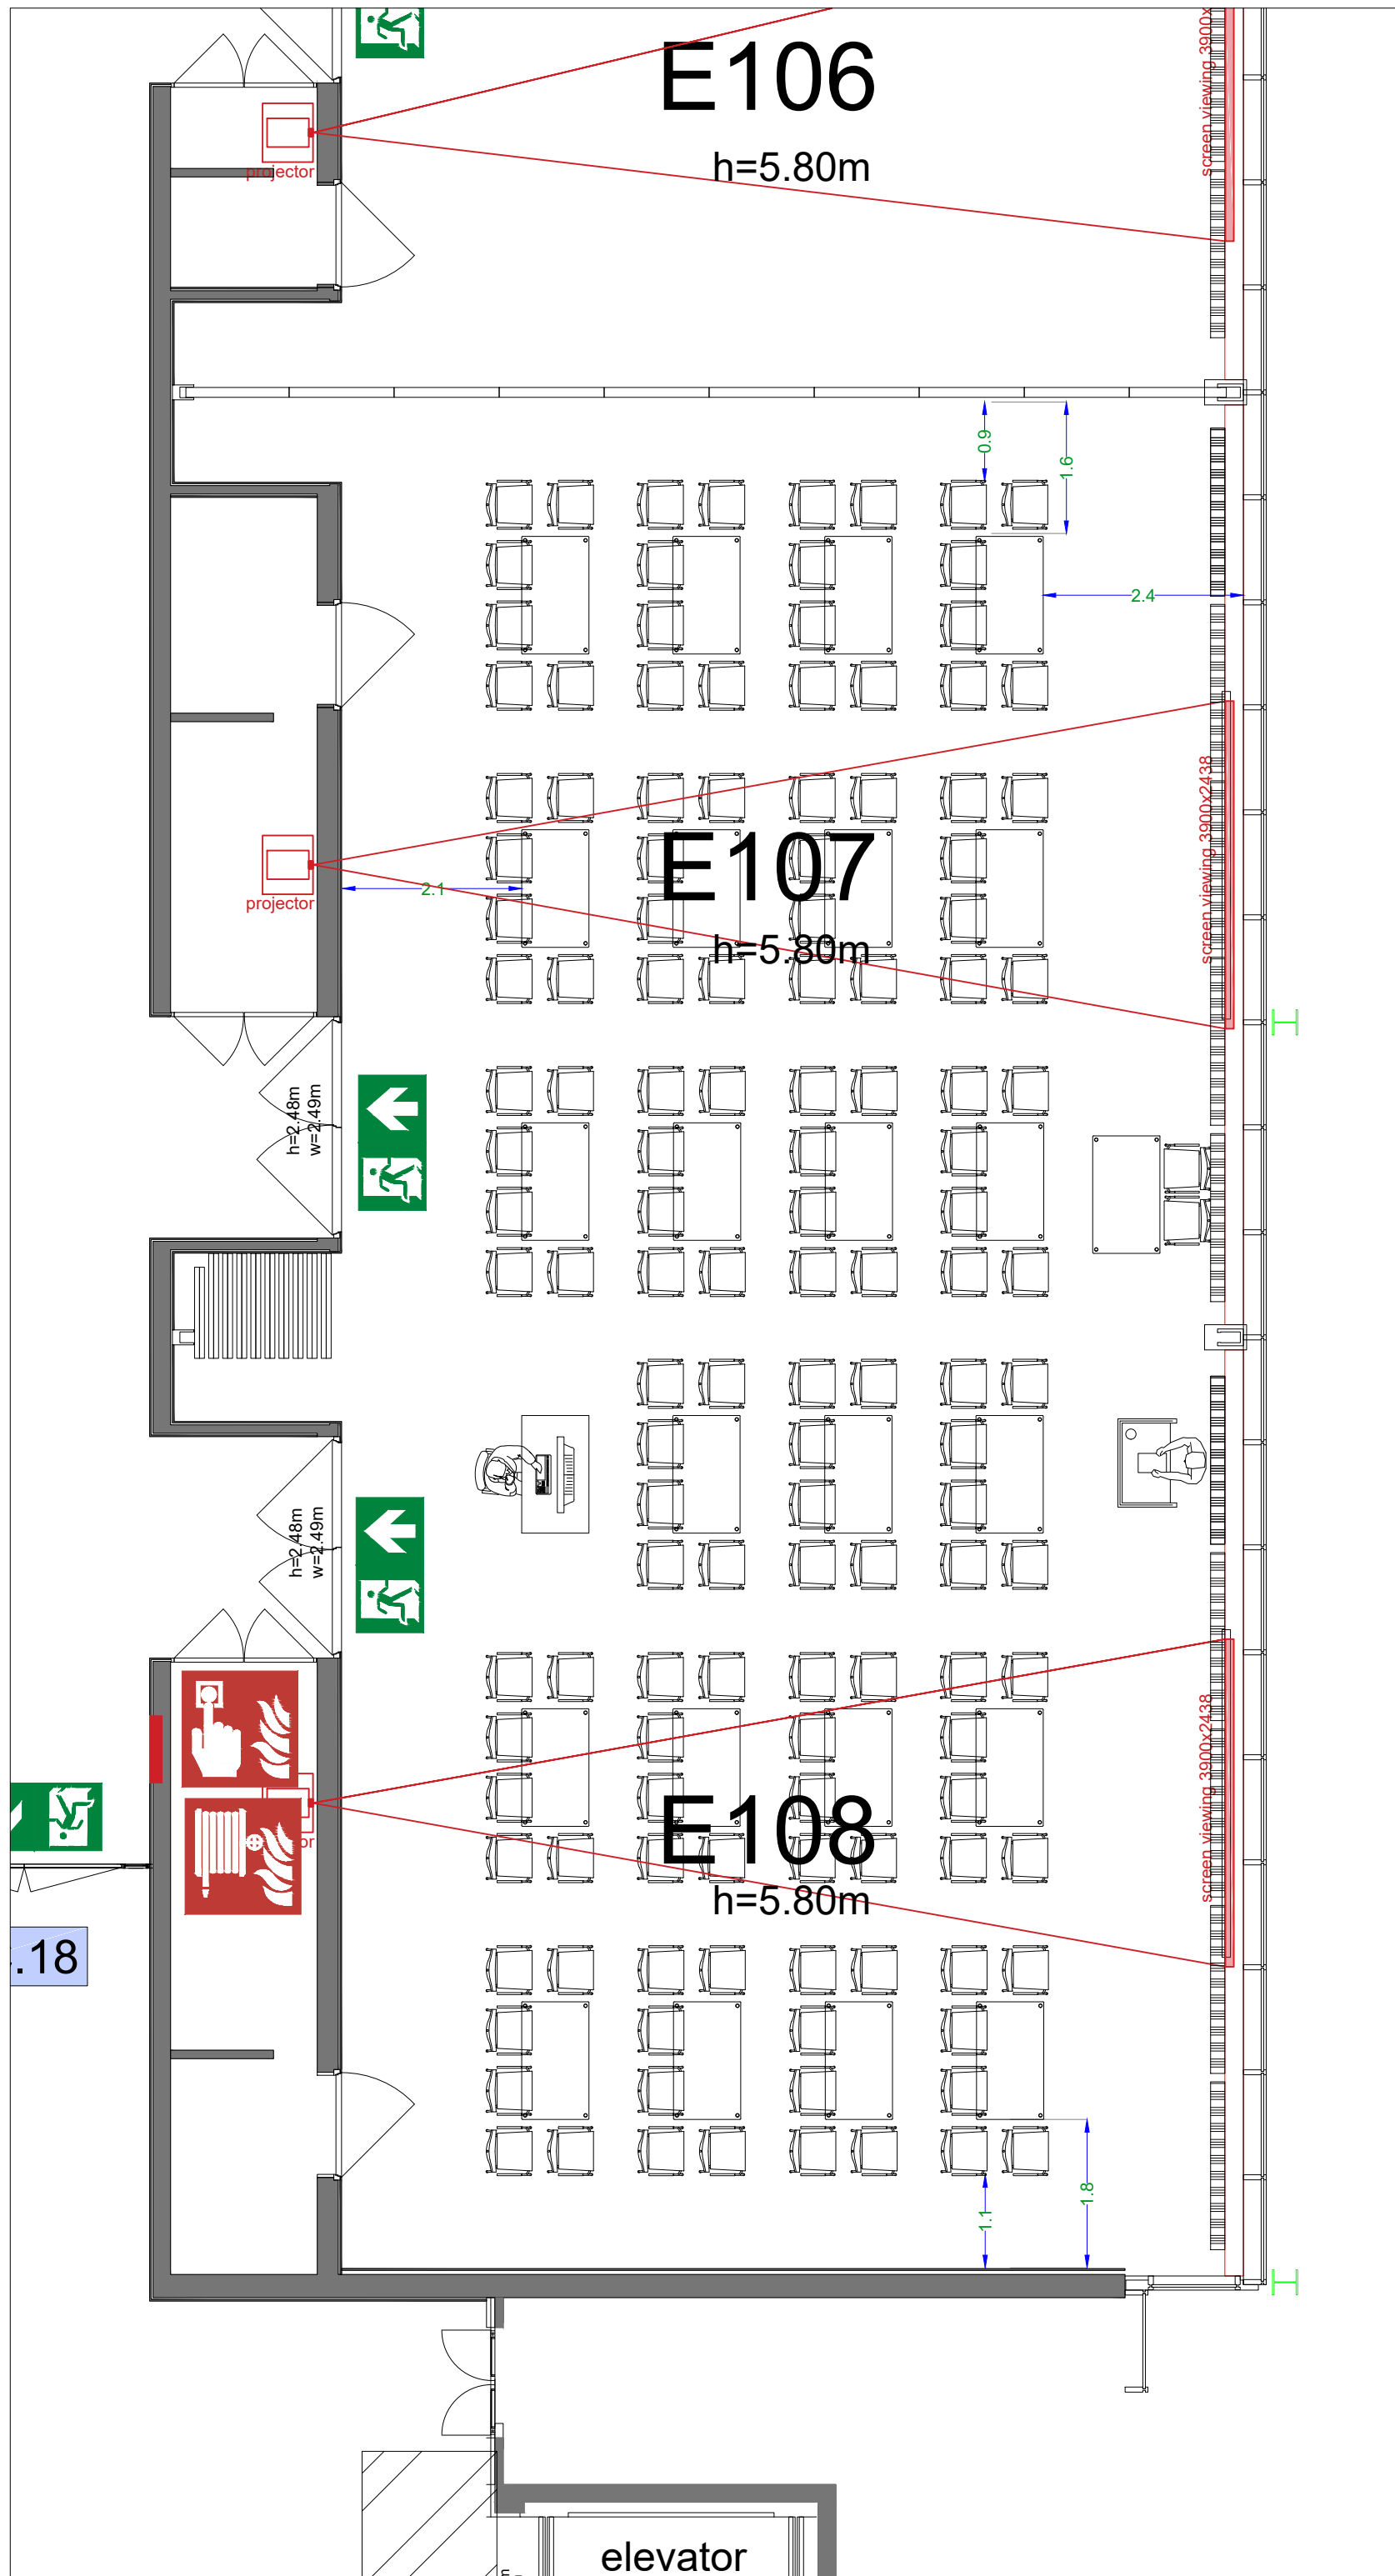 E106
h=5.80m
projector
screen viewing 3900x
0.9
1.6
2.4
E107
h=5.80m
projector
2.1
screen viewing 3900x2438
h=2.48m
w=2.49m
h=2.48m
w=2.49m
E108
h=5.80m
screen viewing 3900x2438
.18
1.1
1.8
elevator